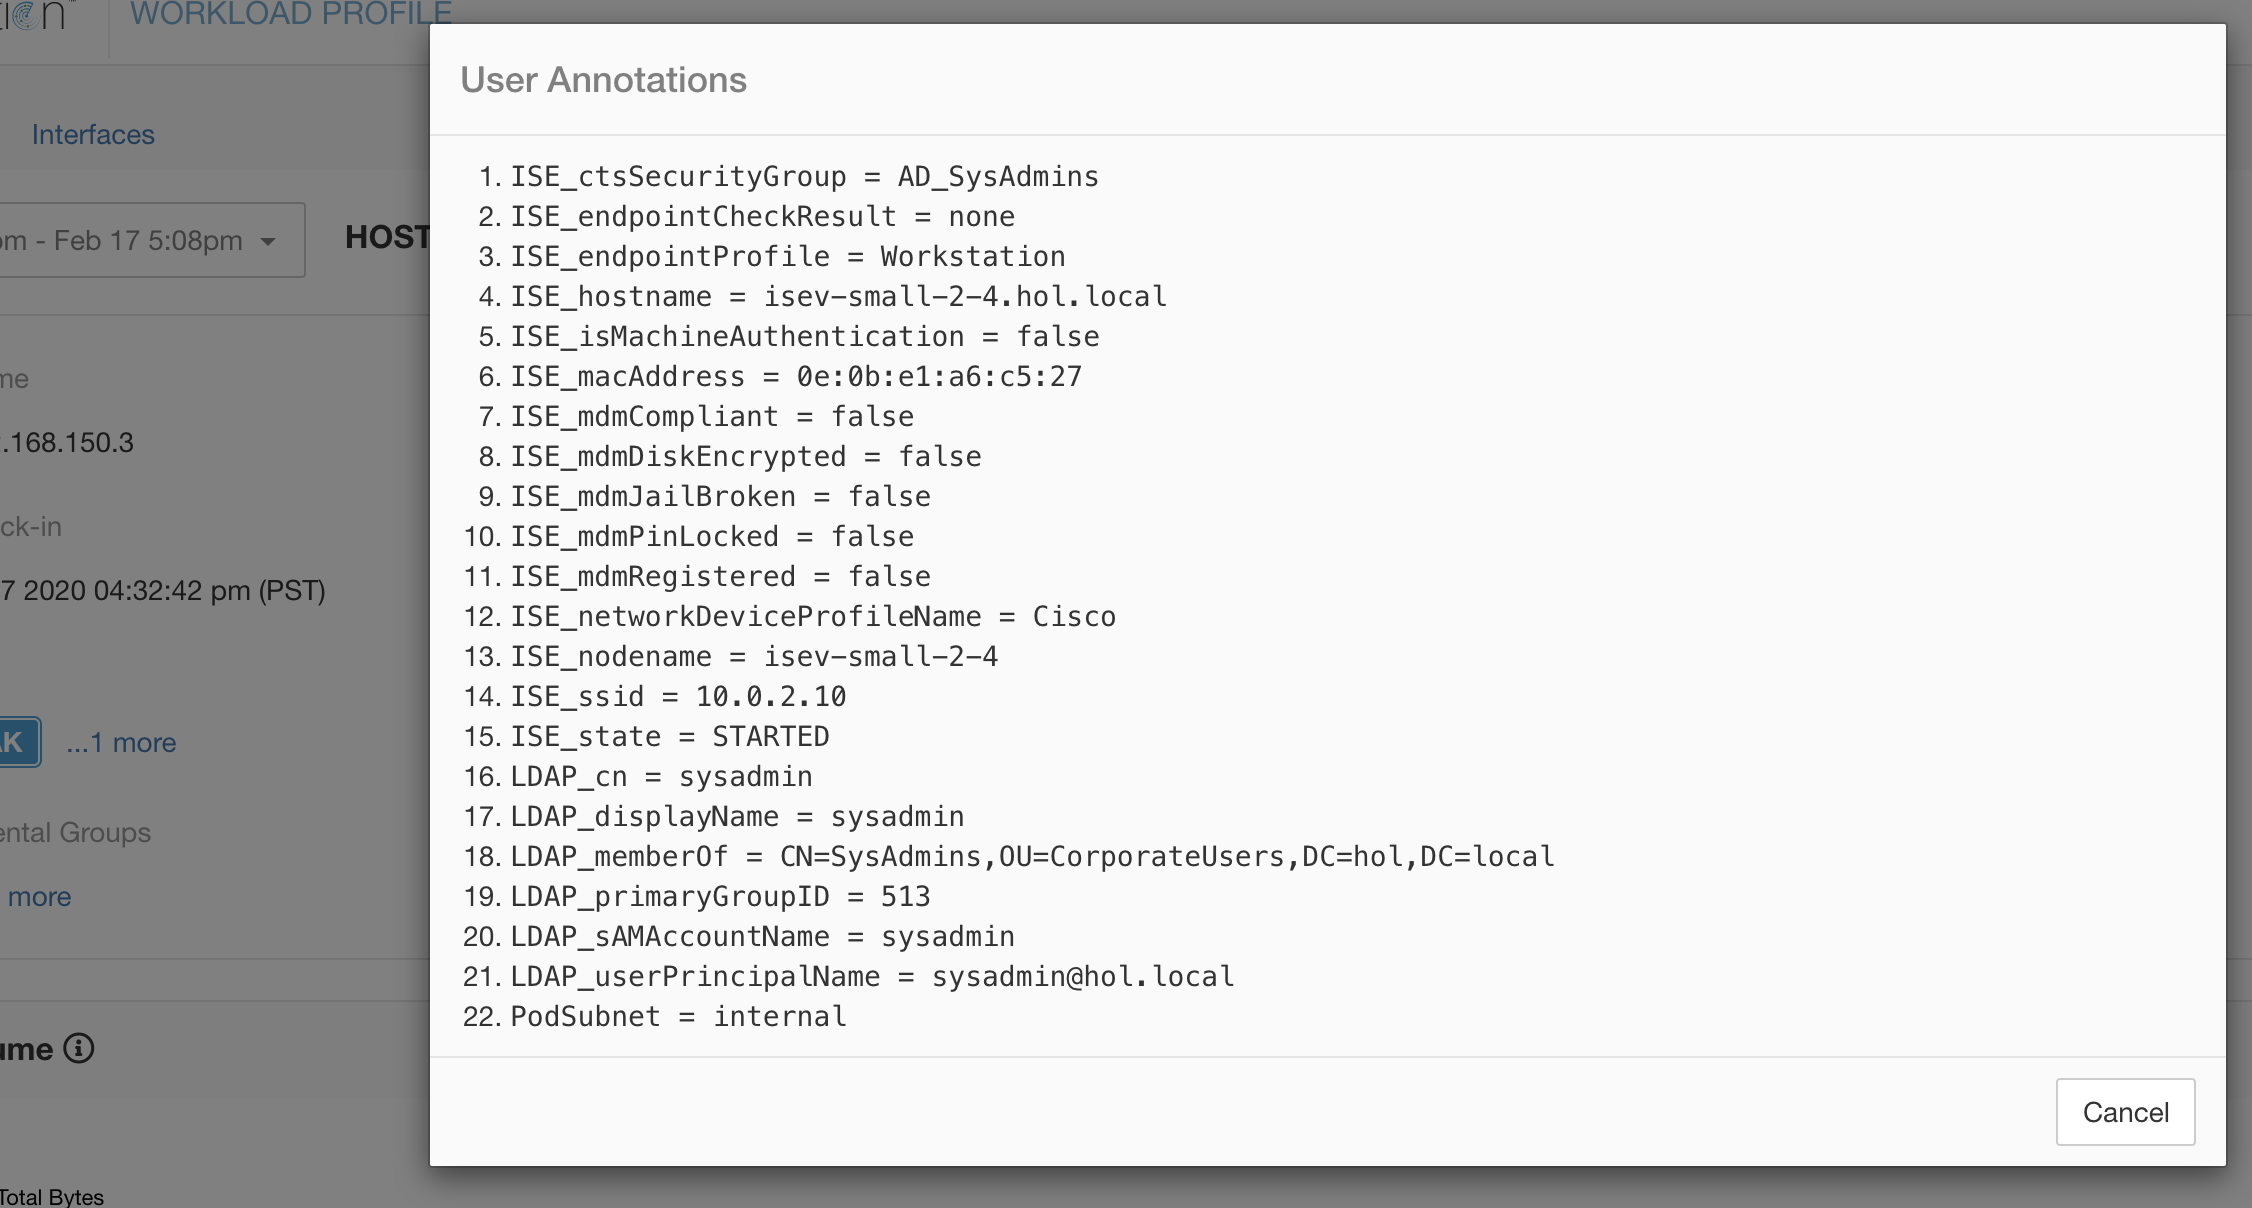 WORKLOAD PROFILE
Interfaces
- Feb 17 5:08pm
HOST
.168.150.3
ck-in
7 2020 04:32:42 pm (PST)
...1 more
Groups
more
Total Bytes
User Annotations
1. ISE_ctsSecurityGroup = AD_SysAdmins
2. ISE_endpointCheckResult = none
3. ISE_endpointProfile = Workstation
4. ISE_hostname = isev-small-2-4.hol.local
5. ISE_isMachineAuthentication = false
6. ISE_macAddress = 0e:0b:e1:a6:c5:27
7. ISE_mdmCompliant = false
8. ISE_mdmDiskEncrypted = false
9. ISE_mdmJailBroken = false
10. ISE_mdmPinLocked = false
11. ISE_mdmRegistered = false
12. ISE_networkDeviceProfileName = Cisco
13. ISE_nodename = isev-small-2-4
14. ISE_ssid = 10.0.2.10
15. ISE_state = STARTED
16. LDAP_cn = sysadmin
17. LDAP_displayName = sysadmin
18. LDAP_memberOf = CN=SysAdmins,OU=CorporateUsers,DC=hol,DC=local
19. LDAP_primaryGroupID = 513
20. LDAP_sAMAccountName = sysadmin
21. LDAP_userPrincipalName = sysadmin@hol.local
22. PodSubnet = internal
Cancel